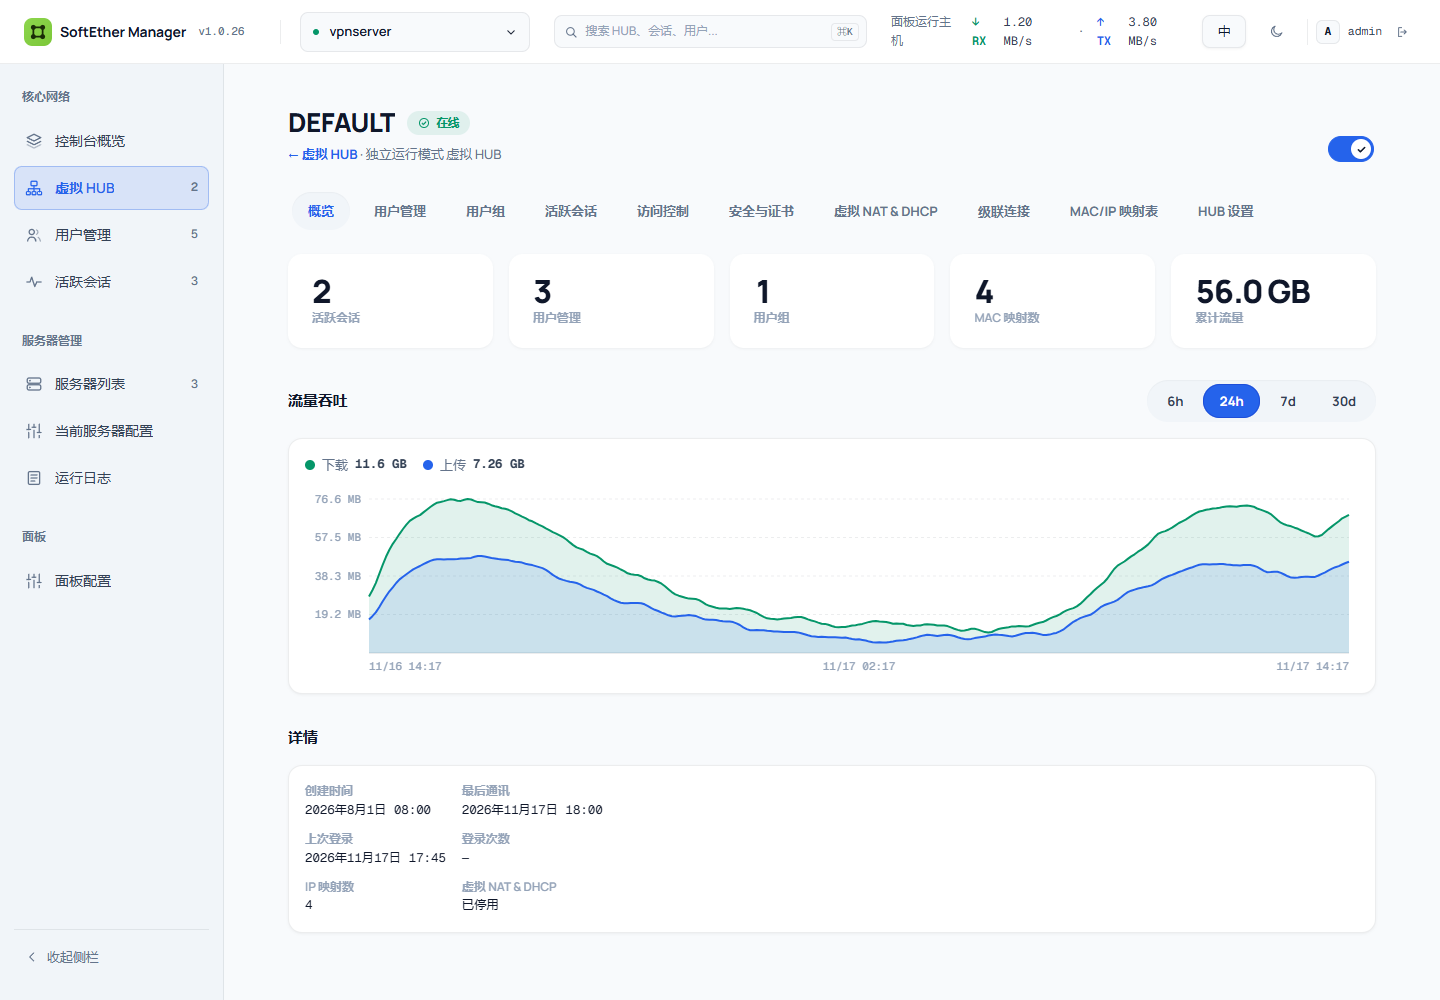 SoftEther Manager v1.0.26
vpnserver
搜索 HUB、会话、用户...
⌘K
面板运行主机
↓ RX 1.20 MB/s
·
↑ TX 3.80 MB/s
中
A admin
核心网络
控制台概览
虚拟 HUB 2
用户管理 5
活跃会话 3
服务器管理
服务器列表 3
当前服务器配置
运行日志
面板
面板配置
收起侧栏
DEFAULT 在线
← 虚拟 HUB · 独立运行模式 虚拟 HUB
概览 用户管理 用户组 活跃会话 访问控制 安全与证书 虚拟 NAT & DHCP 级联连接 MAC/IP 映射表 HUB 设置
2
活跃会话
3
用户管理
1
用户组
4
MAC 映射数
56.0 GB
累计流量
流量吞吐
6h 24h 7d 30d
下载 11.6 GB 上传 7.26 GB
76.6 MB
57.5 MB
38.3 MB
19.2 MB
11/16 14:17 11/17 02:17 11/17 14:17
详情
创建时间
2026年8月1日 08:00
最后通讯
2026年11月17日 18:00
上次登录
2026年11月17日 17:45
登录次数
—
IP 映射数
4
虚拟 NAT & DHCP
已停用